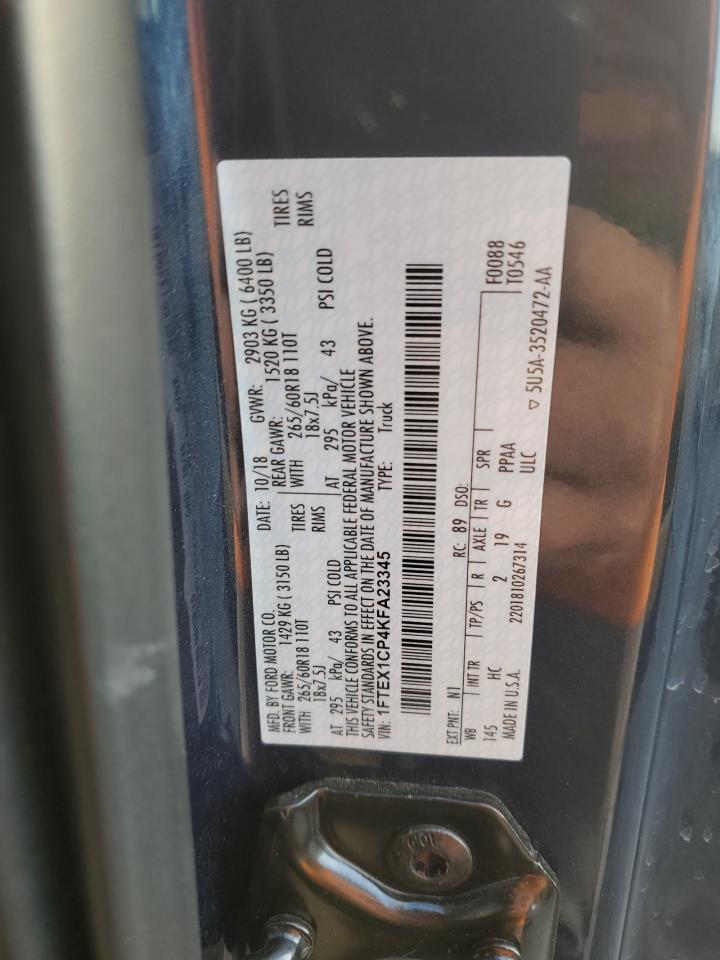 MFD. BY FORD MOTOR CO.
DATE: 10/18 GVWR: 2903 KG ( 6400 LB)
FRONT GAWR: 1429 KG ( 3150 LB) REAR GAWR: 1520 KG ( 3350 LB)
WITH 265/60R18 110T TIRES WITH 265/60R18 110T TIRES
18x7.5J RIMS 18x7.5J RIMS
AT 295 kPa/ 43 PSI COLD AT 295 kPa/ 43 PSI COLD
THIS VEHICLE CONFORMS TO ALL APPLICABLE FEDERAL MOTOR VEHICLE
SAFETY STANDARDS IN EFFECT ON THE DATE OF MANUFACTURE SHOWN ABOVE.
VIN: 1FTEX1CP4KFA23345 TYPE: Truck
EXT PNT: N1 RC: 89 DSO: F0088
WB MT TR TP/PS R AXLE TR SPR T0546
145 HC 2 19 G PPAA
MADE IN U.S.A. 2201810267314 ULC ▽ 5U5A-3520472-AA